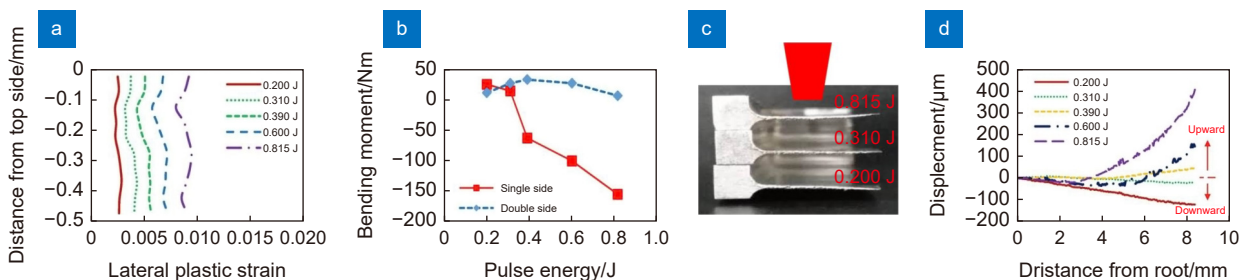 a
Distance from top side/mm
0
−0.1
−0.2
−0.3
−0.4
−0.5
0
0.005
0.010
0.015
0.020
0.200 J
0.310 J
0.390 J
0.600 J
0.815 J
Lateral plastic strain
b
Bending moment/Nm
50
0
−50
−100
−150
−200
0
0.2
0.4
0.6
0.8
1.0
Single side
Double side
Pulse energy/J
c
0.815 J
0.310 J
0.200 J
d
Displecment/μm
500
400
300
200
100
0
−100
−200
0
2
4
6
8
10
0.200 J
0.310 J
0.390 J
0.600 J
0.815 J
Upward
Downward
Dristance from root/mm